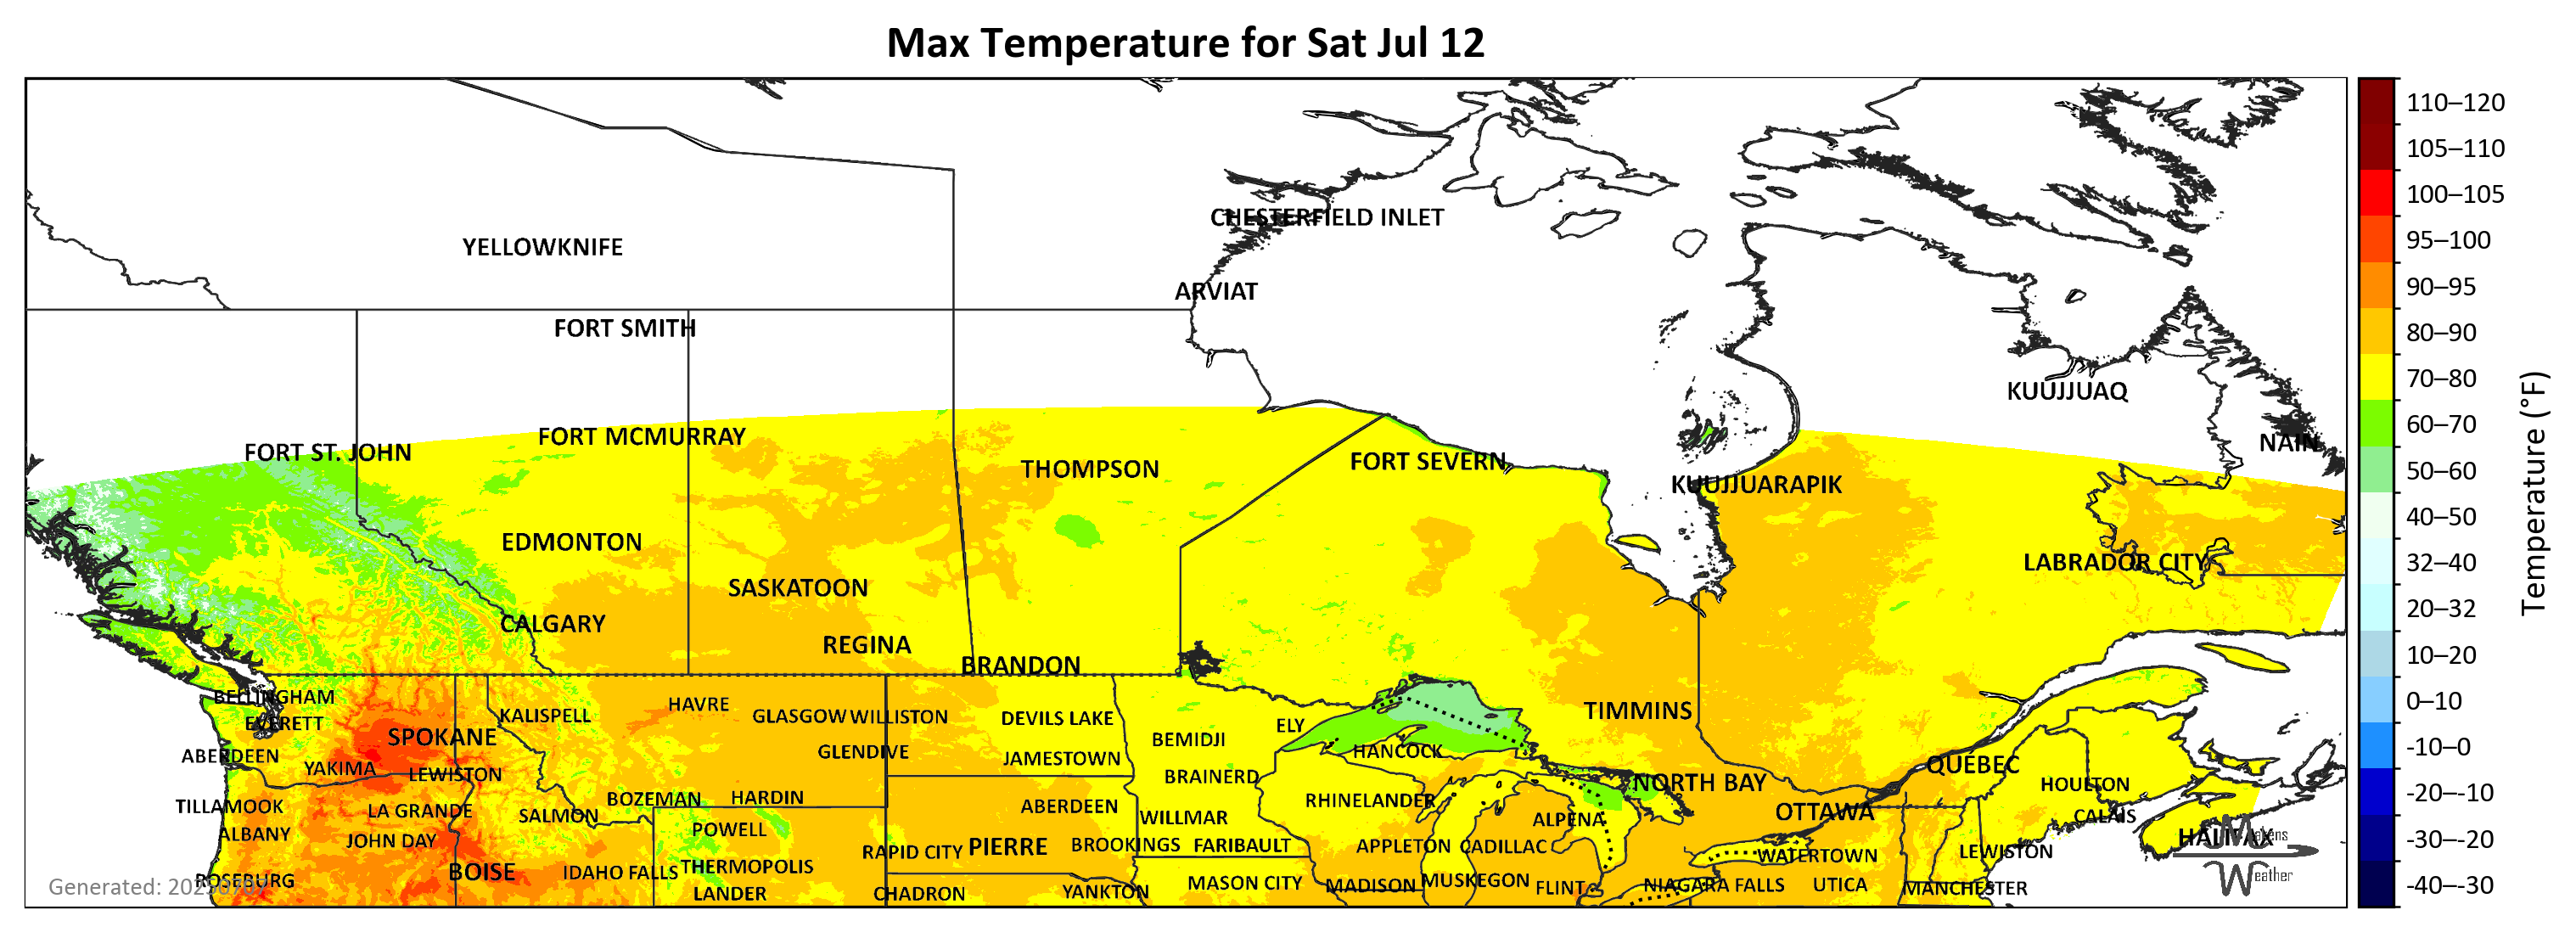 Max Temperature for Sat Jul 12
CHESTERFIELD INLET
YELLOWKNIFE
ARVIAT
FORT SMITH
KUUJJUAQ
FORT MCMURRAY
NAIN
FORT ST. JOHN
FORT SEVERN
THOMPSON
KUUJJUARAPIK
EDMONTON
LABRADOR CITY
SASKATOON
CALGARY
REGINA
BRANDON
BELLINGHAM
HAVRE
KALISPELL
GLASGOW
WILLISTON
DEVILS LAKE
TIMMINS
EVERETT
ELY
SPOKANE
BEMIDJI
HANCOCK
GLENDIVE
ABERDEEN
JAMESTOWN
QUÉBEC
YAKIMA
LEWISTON
BRAINERD
NORTH BAY
HOULTON
BOZEMAN
HARDIN
RHINELANDER
TILLAMOOK
LA GRANDE
ABERDEEN
OTTAWA
SALMON
WILLMAR
CALAIS
ALPENA
POWELL
ALBANY
HALIFAX
JOHN DAY
BROOKINGS
FARIBAULT
APPLETON
CADILLAC
PIERRE
RAPID CITY
LEWISTON
WATERTOWN
THERMOPOLIS
IDAHO FALLS
BOISE
ROSEBURG
MUSKEGON
MASON CITY
MADISON
NIAGARA FALLS
UTICA
FLINT
MANCHESTER
YANKTON
LANDER
CHADRON
Generated: 20250707
Weather
110–120
105–110
100–105
95–100
90–95
80–90
70–80
60–70
50–60
40–50
32–40
20–32
10–20
0–10
-10–0
-20–-10
-30–-20
-40–-30
Temperature (°F)